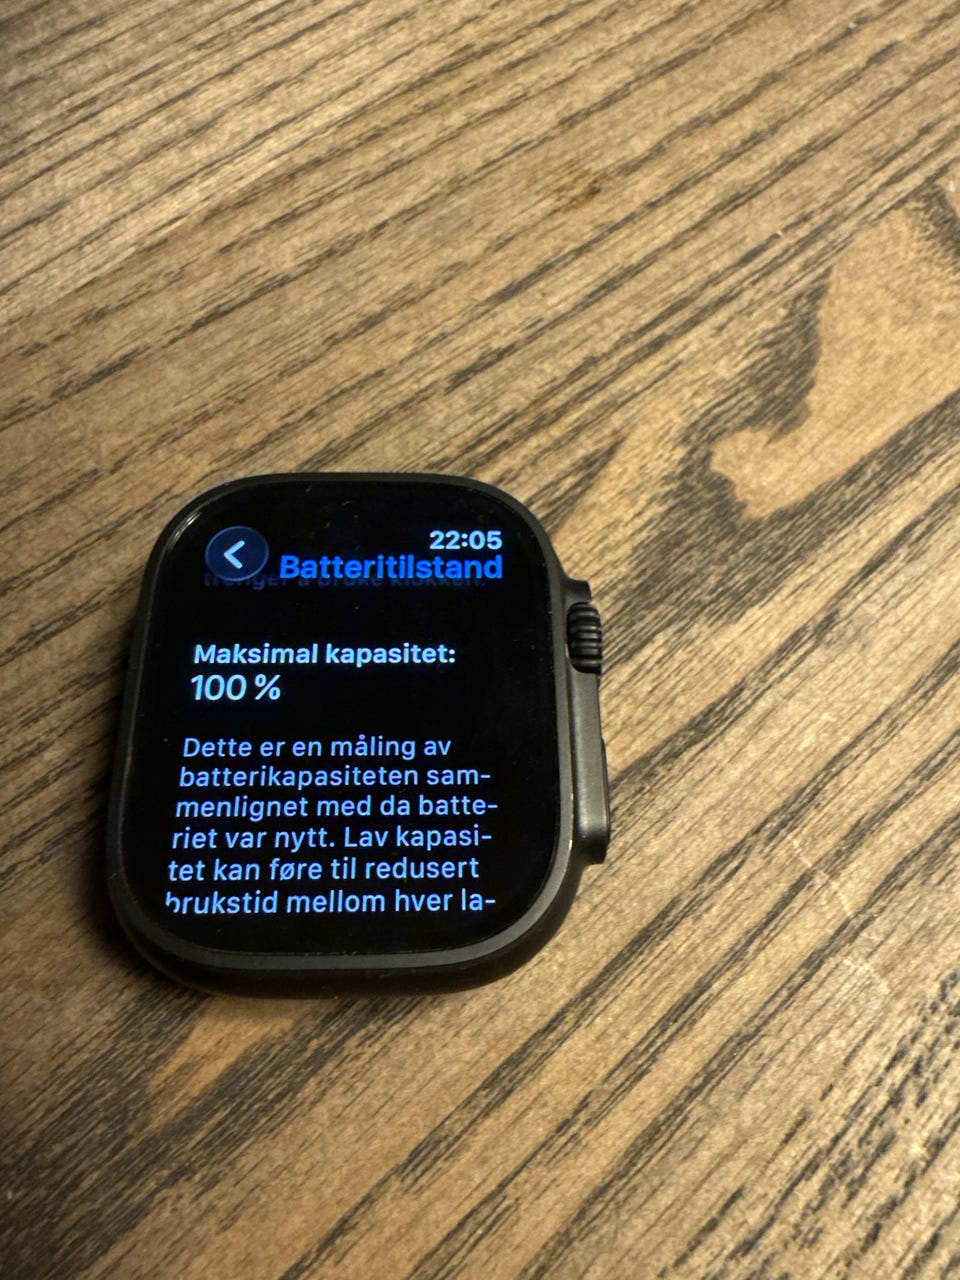 22:05
Batteritilstand
Maksimal kapasitet:
100 %
Dette er en måling av
batterikapasiteten sam-
menlignet med da batte-
riet var nytt. Lav kapasi-
tet kan føre til redusert
brukstid mellom hver la-